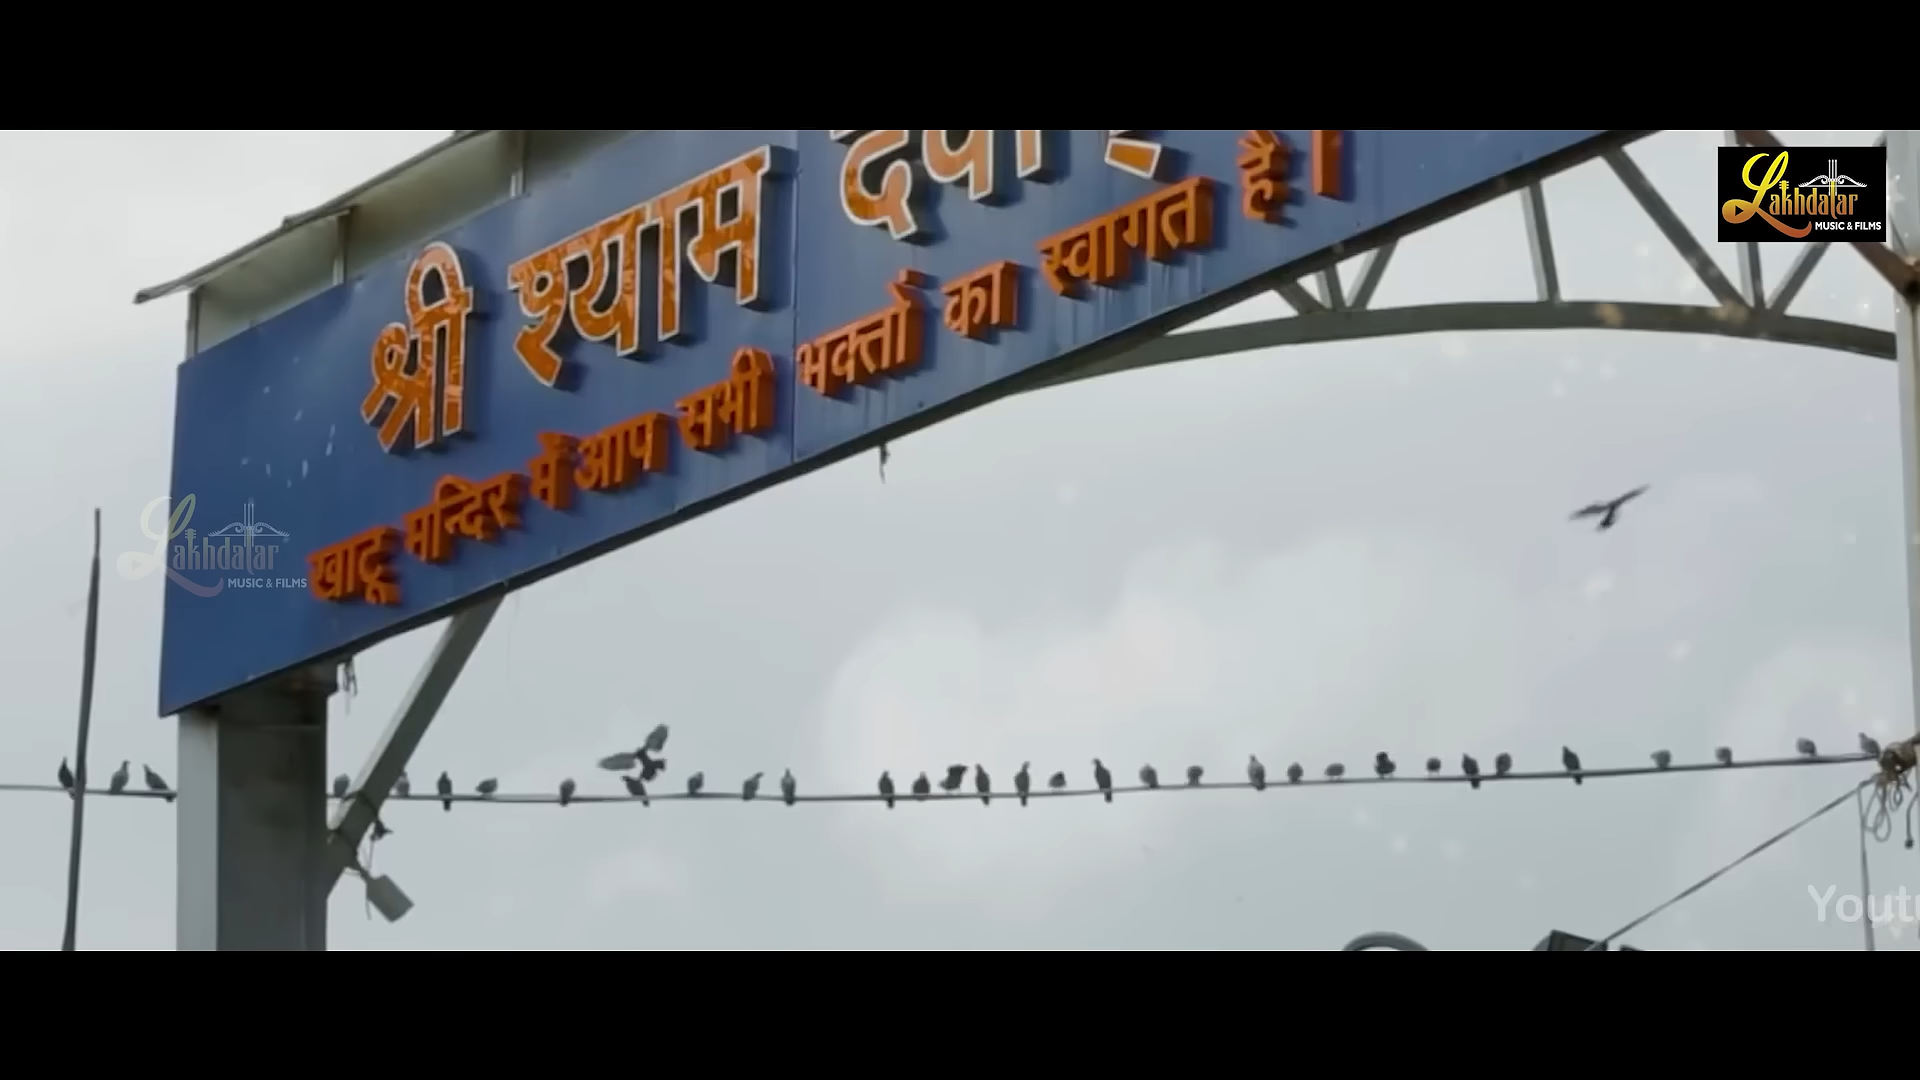 श्री श्याम
खाटू मन्दिर में आप सभी भक्तों का स्वागत है।
Lakhdatar
MUSIC & FILMS
Lakhdatar
MUSIC & FILMS